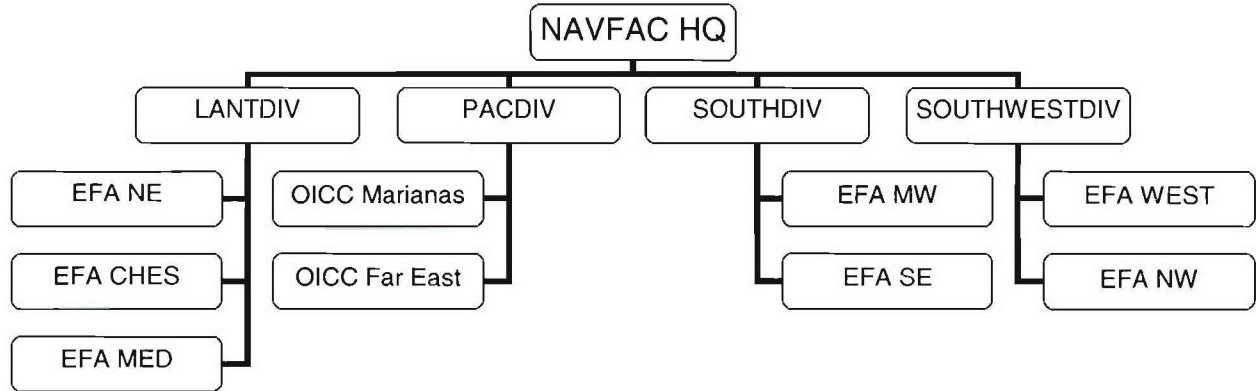 NAVFAC HQ
LANTDIV
PACDIV
SOUTHDIV
SOUTHWESTDIV
EFA NE
OICC Marianas
EFA MW
EFA WEST
EFA CHES
OICC Far East
EFA SE
EFA NW
EFA MED